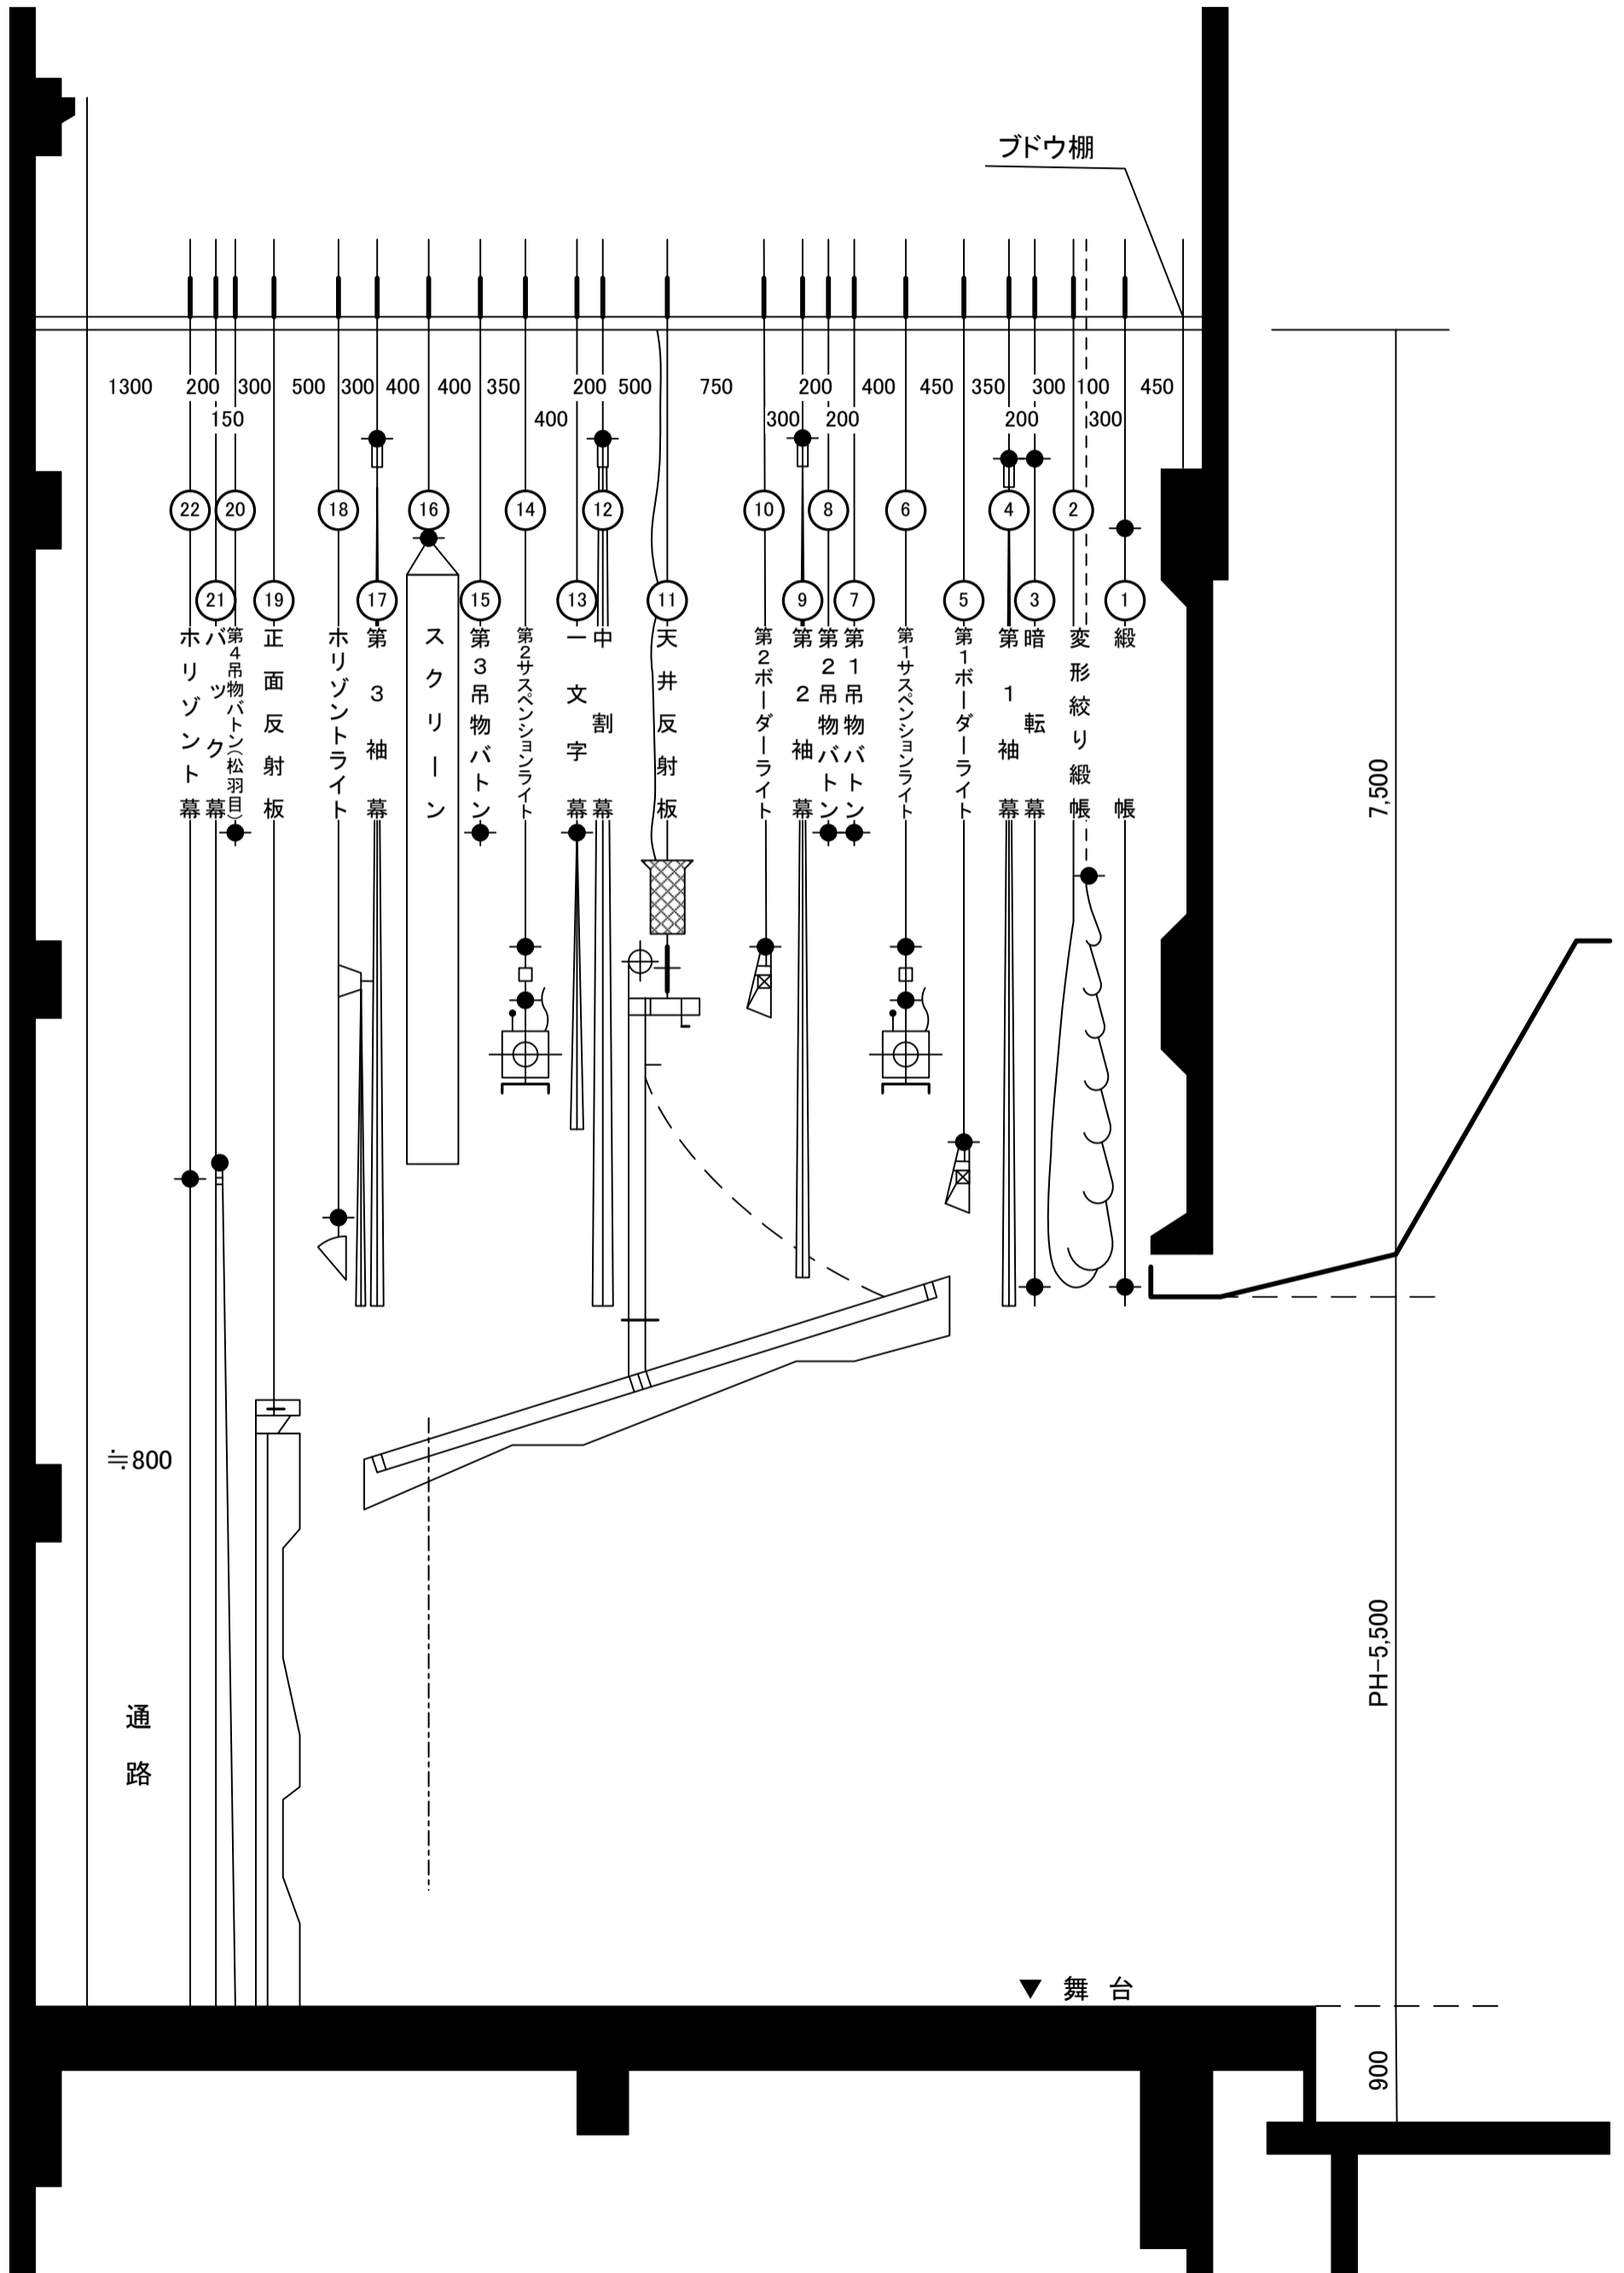 ブドウ棚
1300 200 300 500 300 400 400 350 200 500 750 200 400 450 350 300 100 450
150 400 300 200 200 300
22 20 18 16 14 12 10 8 6 4 2
21 19 17 15 13 11 9 7 5 3 1
ホリゾント幕
バック幕
第4吊物バトン(松羽目)
正面反射板
ホリゾントライト
第3袖幕
スクリーン
第3吊物バトン
第2サスペンションライト
一文字幕
中割幕
天井反射板
第2ボーダーライト
第2袖幕
第2吊物バトン
第1吊物バトン
第1サスペンションライト
第1ボーダーライト
第1袖幕
暗転幕
変形絞り緞帳
緞帳
7,500
≒800
PH-5,500
通路
▼ 舞台
900